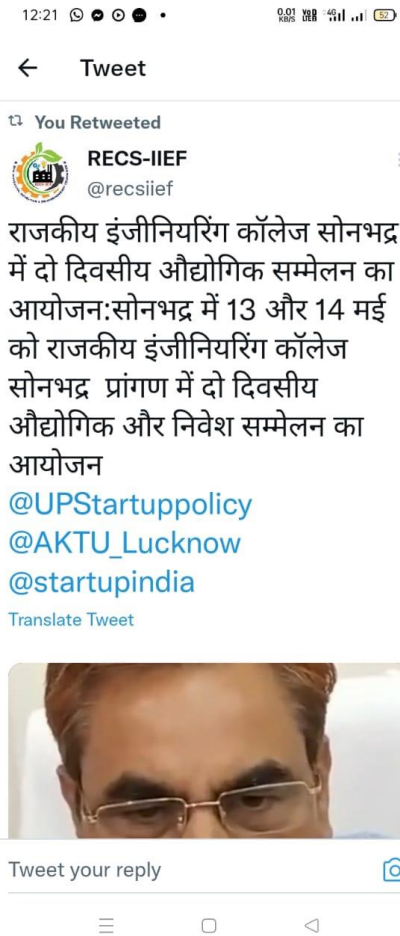 12:21
0.01 KB/S
4G
52
Tweet
You Retweeted
RECS-IIEF
@recsiief
राजकीय इंजीनियरिंग कॉलेज सोनभद्र
में दो दिवसीय औद्योगिक सम्मेलन का
आयोजन:सोनभद्र में 13 और 14 मई
को राजकीय इंजीनियरिंग कॉलेज
सोनभद्र प्रांगण में दो दिवसीय
औद्योगिक और निवेश सम्मेलन का
आयोजन
@UPStartuppolicy
@AKTU_Lucknow
@startupindia
Translate Tweet
Tweet your reply